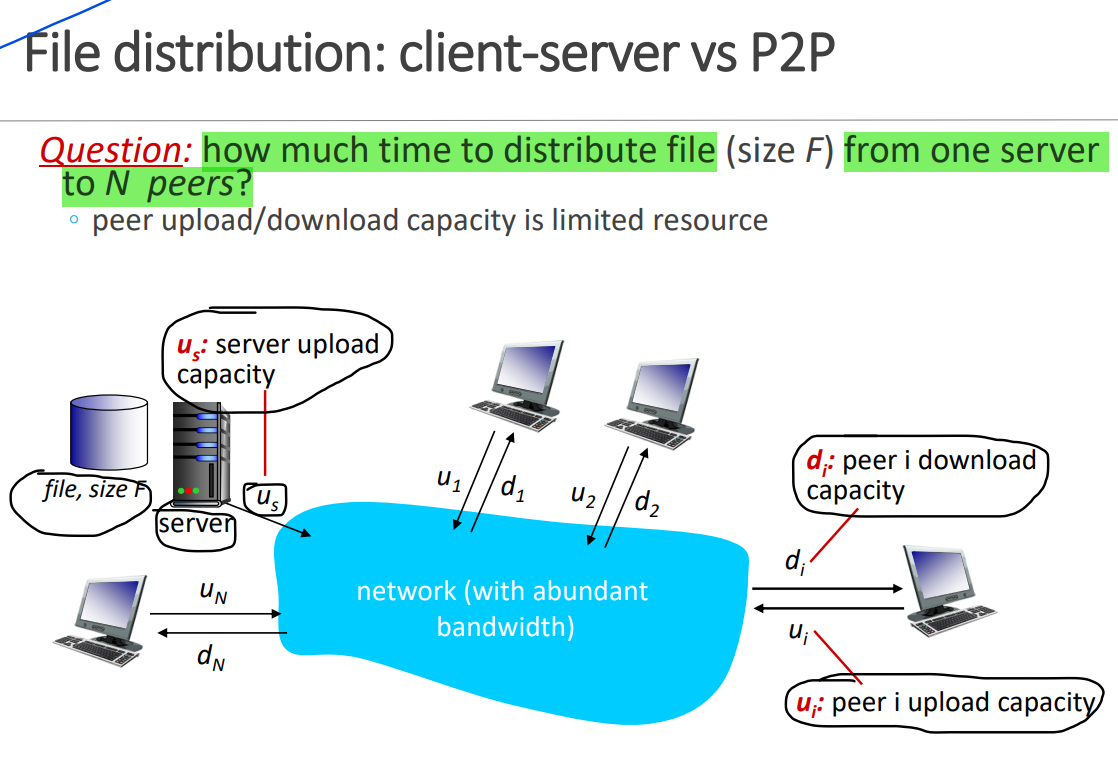 File distribution: client-server vs P2P
Question: how much time to distribute file (size F) from one server
to N peers?
peer upload/download capacity is limited resource
us: server upload
capacity
file, size F
server
us
u1
d1
u2
d2
di: peer i download
capacity
di
uN
dN
network (with abundant
bandwidth)
ui
ui: peer i upload capacity